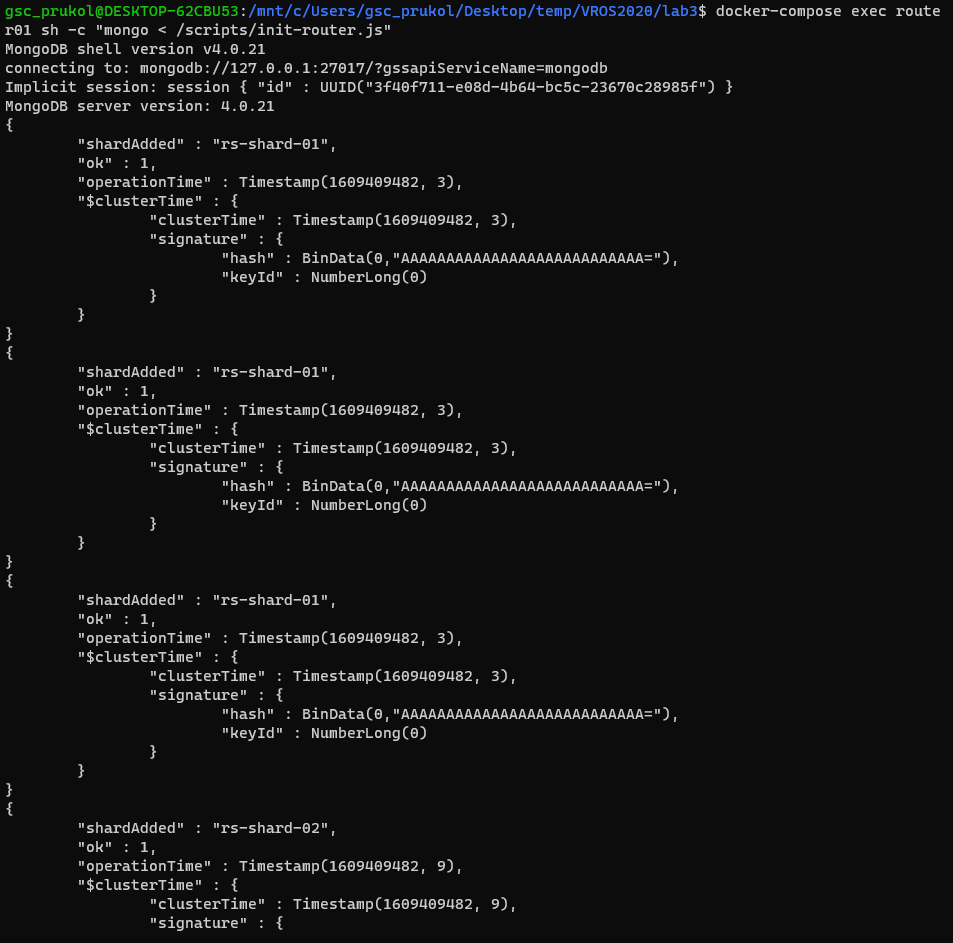 gsc_prukol@DESKTOP-62CBU53:/mnt/c/Users/gsc_prukol/Desktop/temp/VROS2020/lab3$ docker-compose exec route
r01 sh -c "mongo < /scripts/init-router.js"
MongoDB shell version v4.0.21
connecting to: mongodb://127.0.0.1:27017/?gssapiServiceName=mongodb
Implicit session: session { "id" : UUID("3f40f711-e08d-4b64-bc5c-23670c28985f") }
MongoDB server version: 4.0.21
{
        "shardAdded" : "rs-shard-01",
        "ok" : 1,
        "operationTime" : Timestamp(1609409482, 3),
        "$clusterTime" : {
                "clusterTime" : Timestamp(1609409482, 3),
                "signature" : {
                        "hash" : BinData(0,"AAAAAAAAAAAAAAAAAAAAAAAAAAA="),
                        "keyId" : NumberLong(0)
                }
        }
}
{
        "shardAdded" : "rs-shard-01",
        "ok" : 1,
        "operationTime" : Timestamp(1609409482, 3),
        "$clusterTime" : {
                "clusterTime" : Timestamp(1609409482, 3),
                "signature" : {
                        "hash" : BinData(0,"AAAAAAAAAAAAAAAAAAAAAAAAAAA="),
                        "keyId" : NumberLong(0)
                }
        }
}
{
        "shardAdded" : "rs-shard-01",
        "ok" : 1,
        "operationTime" : Timestamp(1609409482, 3),
        "$clusterTime" : {
                "clusterTime" : Timestamp(1609409482, 3),
                "signature" : {
                        "hash" : BinData(0,"AAAAAAAAAAAAAAAAAAAAAAAAAAA="),
                        "keyId" : NumberLong(0)
                }
        }
}
{
        "shardAdded" : "rs-shard-02",
        "ok" : 1,
        "operationTime" : Timestamp(1609409482, 9),
        "$clusterTime" : {
                "clusterTime" : Timestamp(1609409482, 9),
                "signature" : {